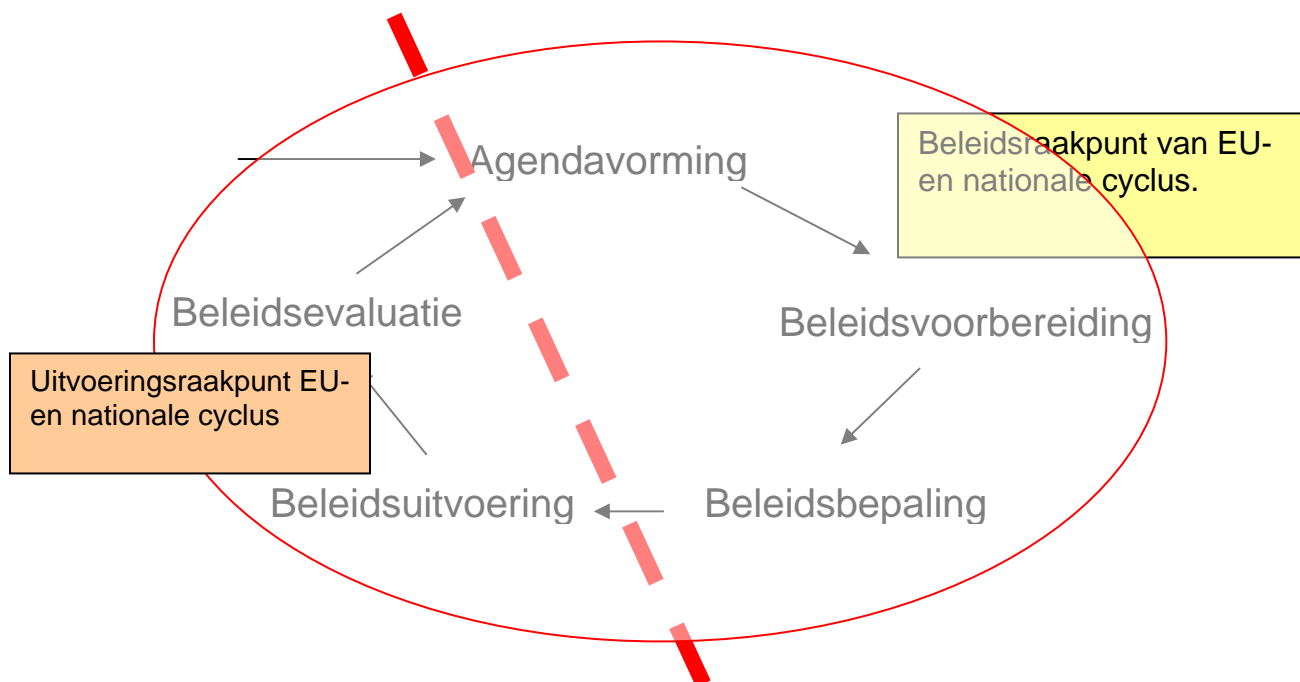 Agendavorming
Beleidsraakpunt van EU-
en nationale cyclus.
Beleidsevaluatie
Beleidsvoorbereiding
Uitvoeringsraakpunt EU-
en nationale cyclus
Beleidsuitvoering
Beleidsbepaling